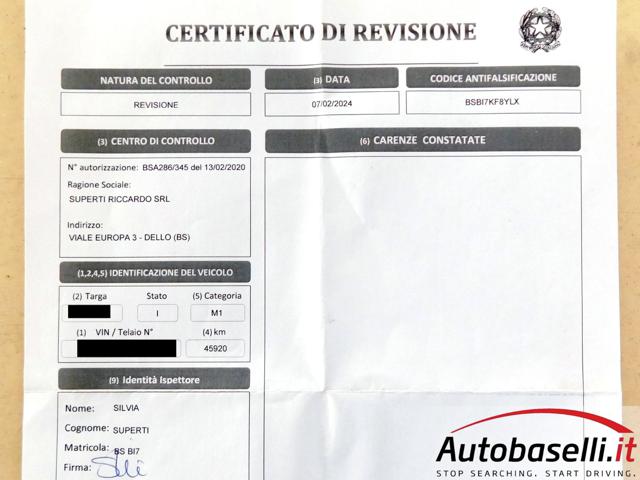 CERTIFICATO DI REVISIONE
NATURA DEL CONTROLLO
REVISIONE
(3) DATA
07/02/2024
CODICE ANTIFALSIFICAZIONE
BSBI7KF8YLX
(3) CENTRO DI CONTROLLO
N° autorizzazione: BSA286/345 del 13/02/2020
Ragione Sociale:
SUPERTI RICCARDO SRL
Indirizzo:
VIALE EUROPA 3 - DELLO (BS)
(6) CARENZE CONSTATATE
(1,2,4,5) IDENTIFICAZIONE DEL VEICOLO
(2) Targa Stato (5) Categoria
I M1
(1) VIN / Telaio N° (4) km
45920
(9) Identità Ispettore
Nome: SILVIA
Cognome: SUPERTI
Matricola: BS BI7
Firma:
Autobaselli.it
STOP SEARCHING. START DRIVING.